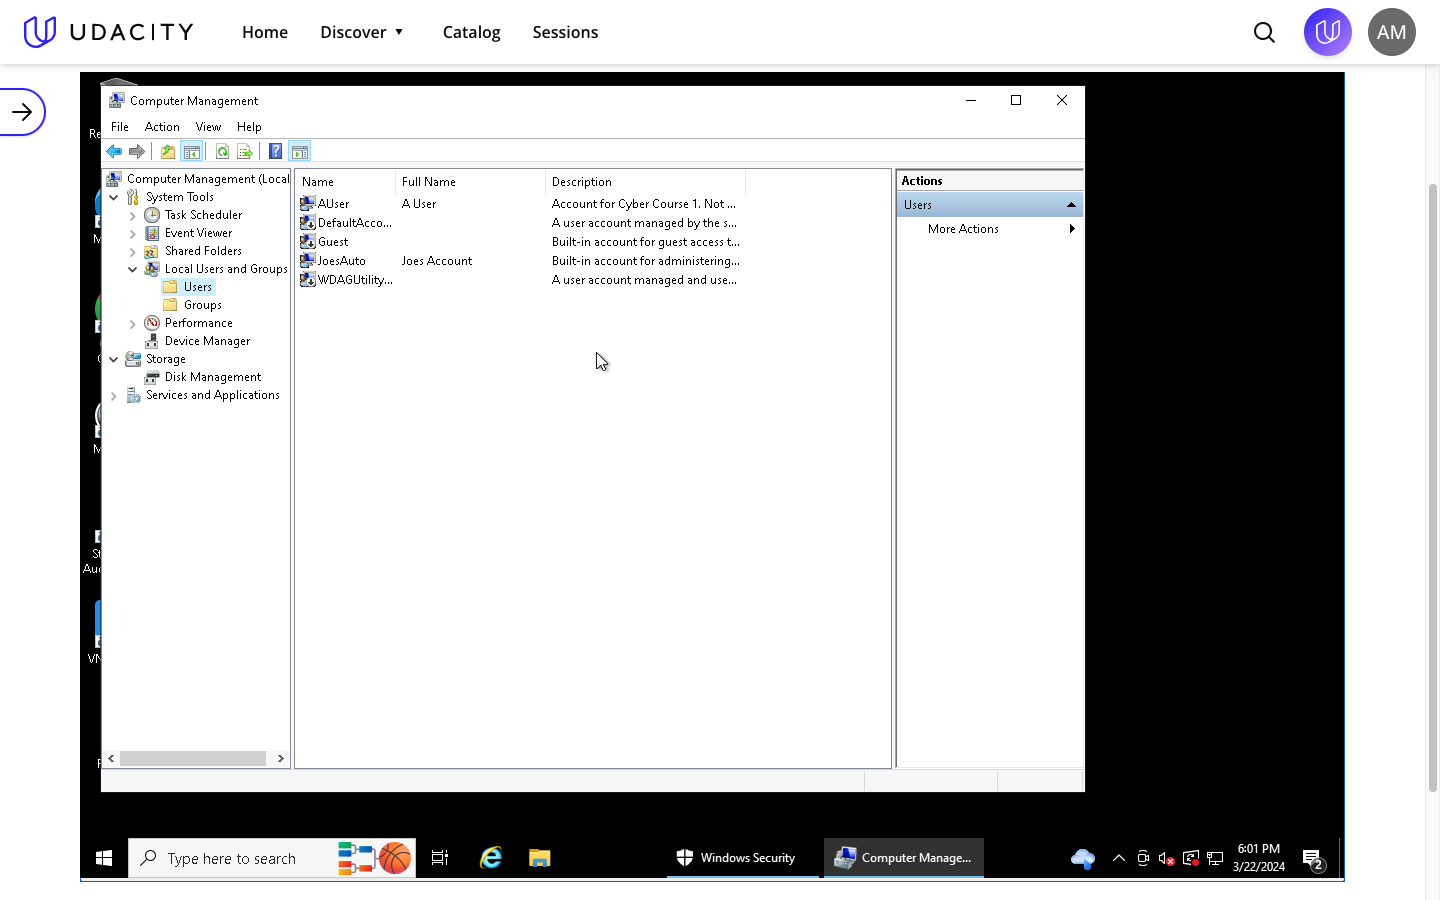 UDACITY
Home
Discover ▼
Catalog
Sessions
AM
Computer Management
File Action View Help
Computer Management (Local
System Tools
Task Scheduler
Event Viewer
Shared Folders
Local Users and Groups
Users
Groups
Performance
Device Manager
Storage
Disk Management
Services and Applications
Name Full Name Description
AUser A User Account for Cyber Course 1. Not ...
DefaultAcco... A user account managed by the s...
Guest Built-in account for guest access t...
JoesAuto Joes Account Built-in account for administering...
WDAGUtility... A user account managed and use...
Actions
Users
More Actions
Re
M
M
St
Auc
VN
Type here to search
Windows Security
Computer Manage...
6:01 PM
3/22/2024
2